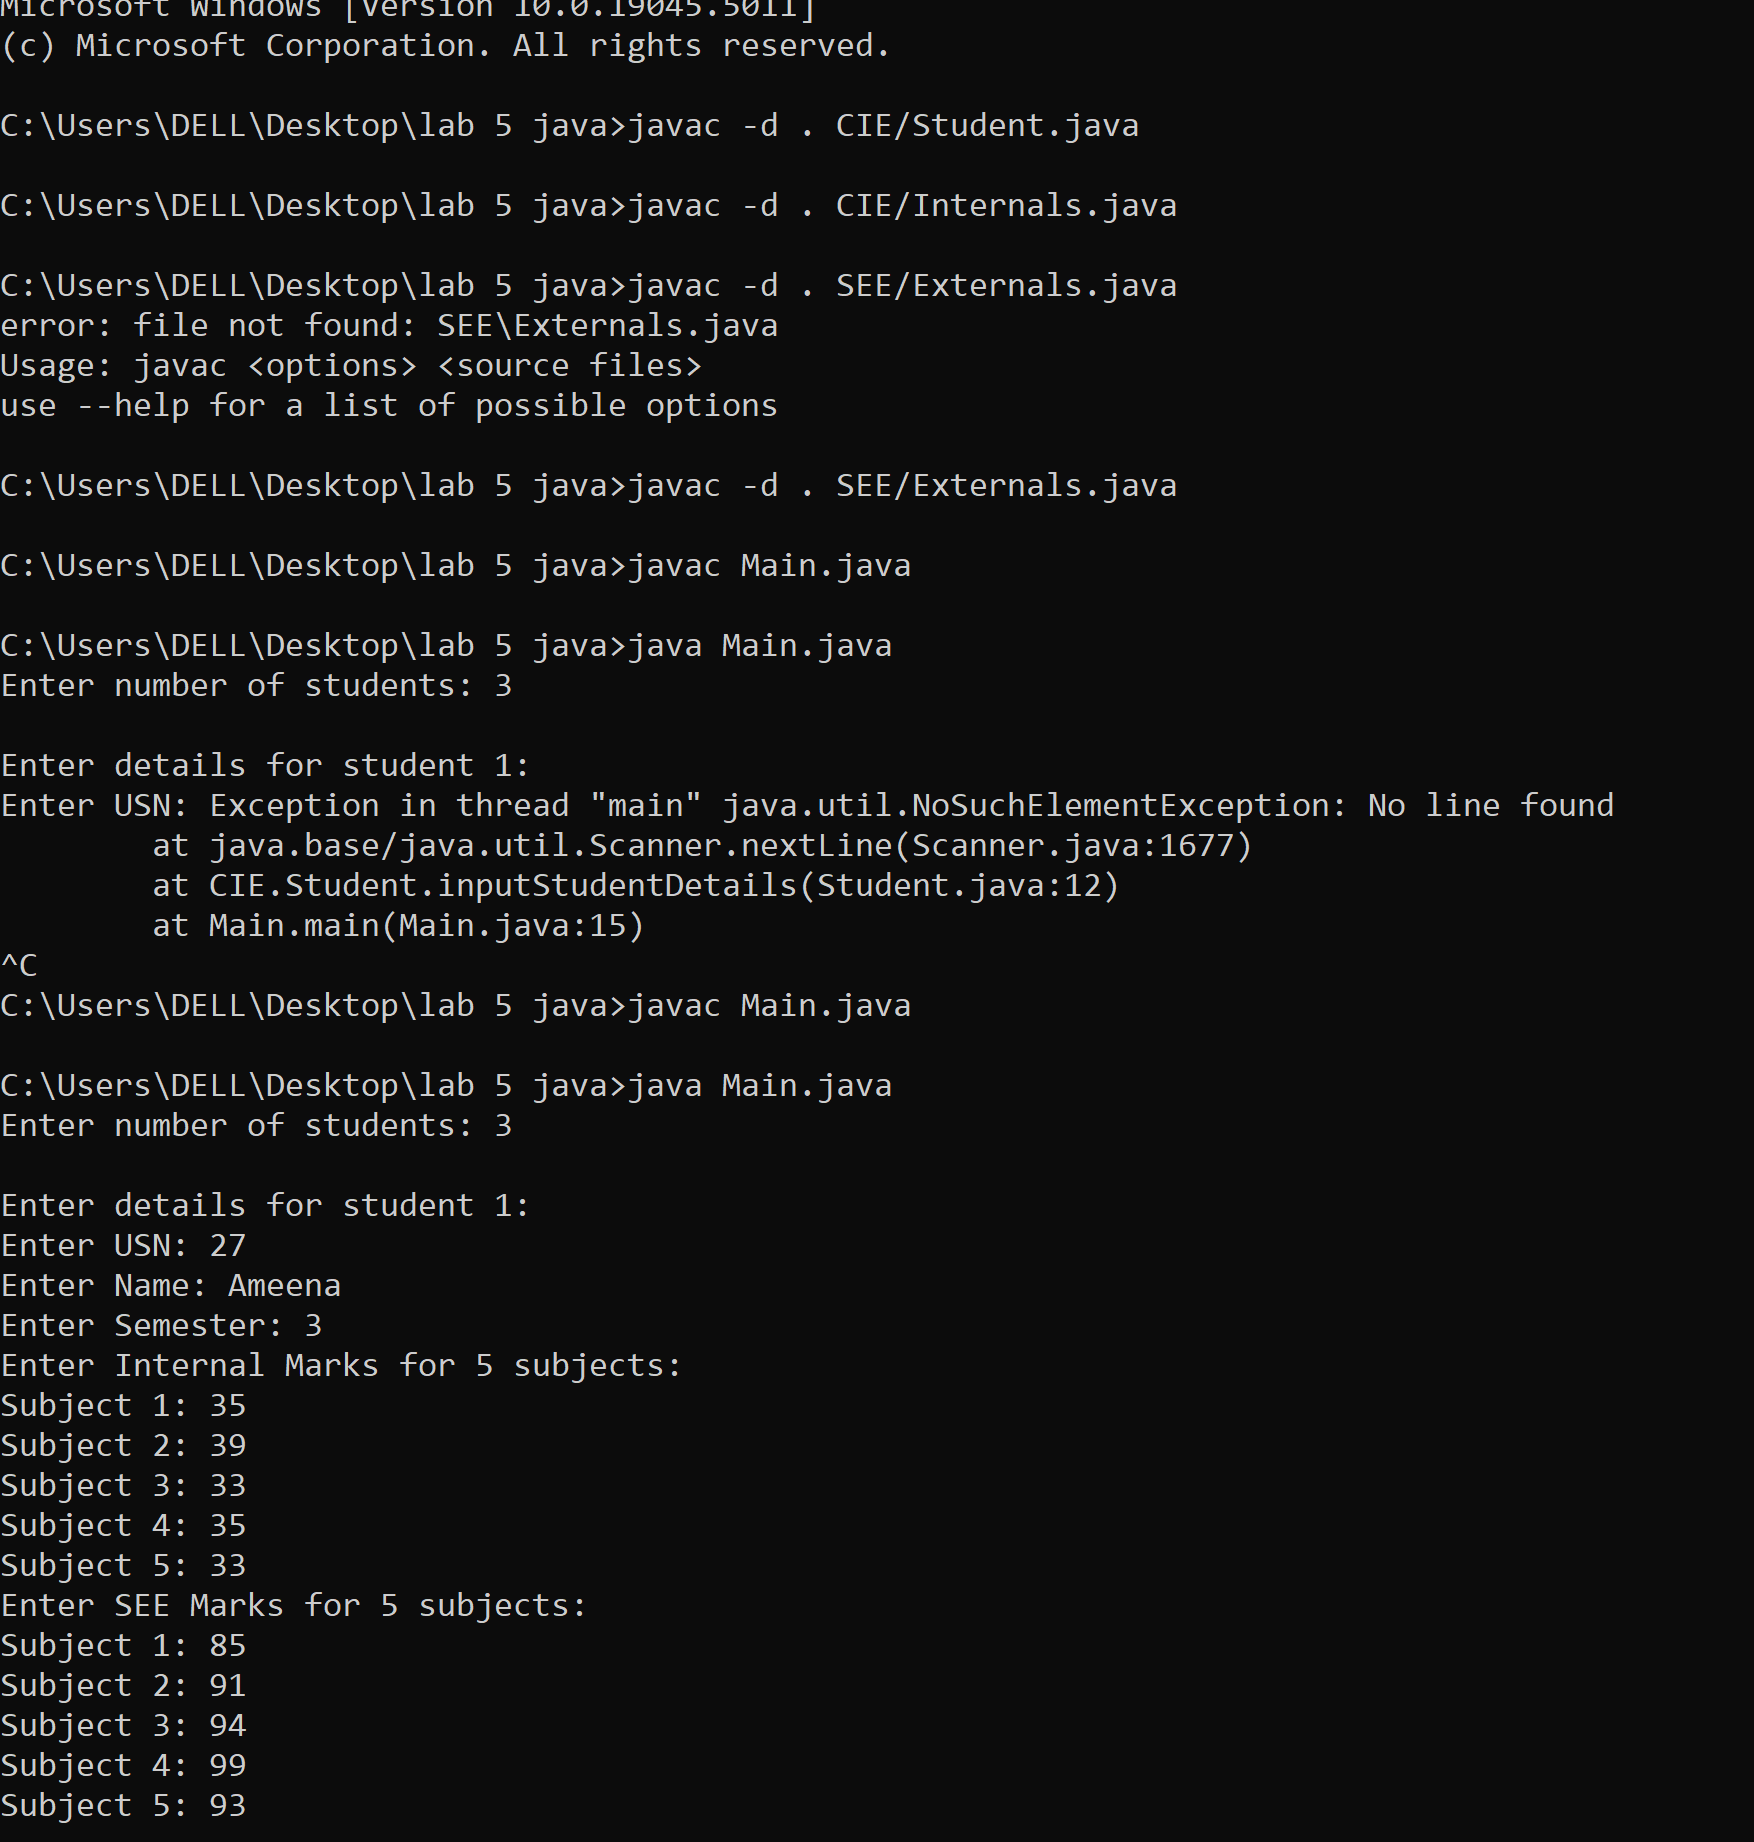 Microsoft Windows [Version 10.0.19045.5011]
(c) Microsoft Corporation. All rights reserved.
C:\Users\DELL\Desktop\lab 5 java>javac -d . CIE/Student.java
C:\Users\DELL\Desktop\lab 5 java>javac -d . CIE/Internals.java
C:\Users\DELL\Desktop\lab 5 java>javac -d . SEE/Externals.java
error: file not found: SEE\Externals.java
Usage: javac <options> <source files>
use --help for a list of possible options
C:\Users\DELL\Desktop\lab 5 java>javac -d . SEE/Externals.java
C:\Users\DELL\Desktop\lab 5 java>javac Main.java
C:\Users\DELL\Desktop\lab 5 java>java Main.java
Enter number of students: 3
Enter details for student 1:
Enter USN: Exception in thread "main" java.util.NoSuchElementException: No line found
at java.base/java.util.Scanner.nextLine(Scanner.java:1677)
at CIE.Student.inputStudentDetails(Student.java:12)
at Main.main(Main.java:15)
^C
C:\Users\DELL\Desktop\lab 5 java>javac Main.java
C:\Users\DELL\Desktop\lab 5 java>java Main.java
Enter number of students: 3
Enter details for student 1:
Enter USN: 27
Enter Name: Ameena
Enter Semester: 3
Enter Internal Marks for 5 subjects:
Subject 1: 35
Subject 2: 39
Subject 3: 33
Subject 4: 35
Subject 5: 33
Enter SEE Marks for 5 subjects:
Subject 1: 85
Subject 2: 91
Subject 3: 94
Subject 4: 99
Subject 5: 93